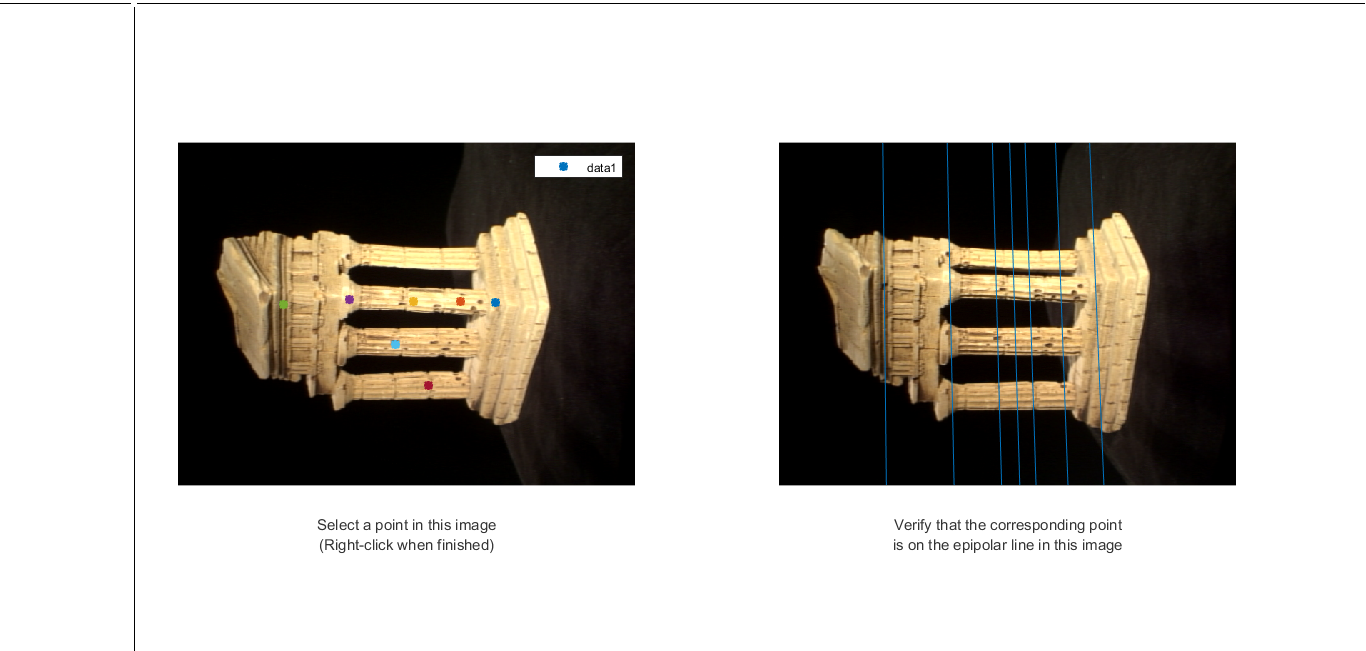 data1
Select a point in this image
(Right-click when finished)
Verify that the corresponding point
is on the epipolar line in this image